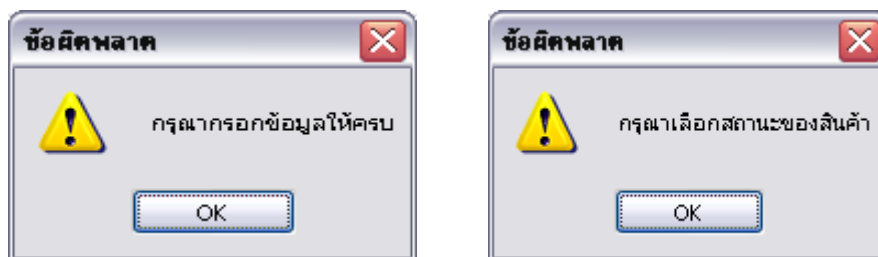 ข้อผิดพลาด
กรุณากรอกข้อมูลให้ครบ
OK
ข้อผิดพลาด
กรุณาเลือกสถานะของสินค้า
OK